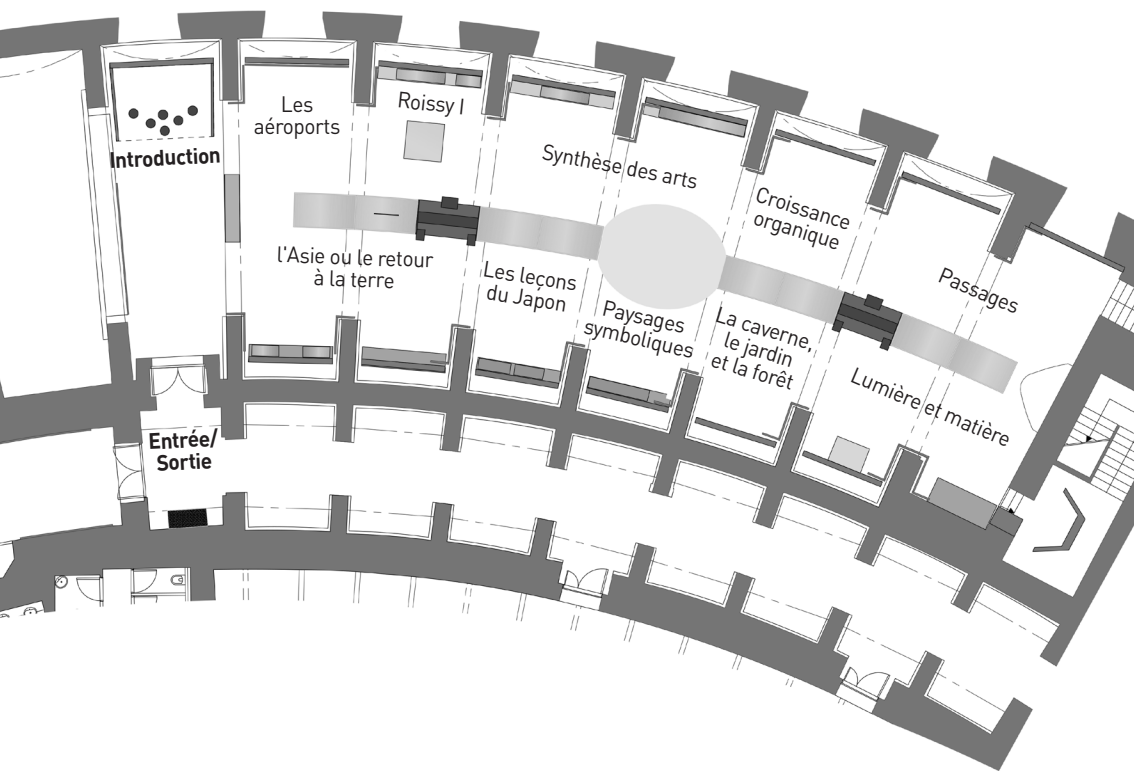 Introduction
Les
aéroports
Roissy I
Synthèse des arts
Croissance
organique
Passages
l'Asie ou le retour
à la terre
Les leçons
du Japon
Paysages
symboliques
La caverne,
le jardin
et la forêt
Lumière et matière
Entrée/
Sortie